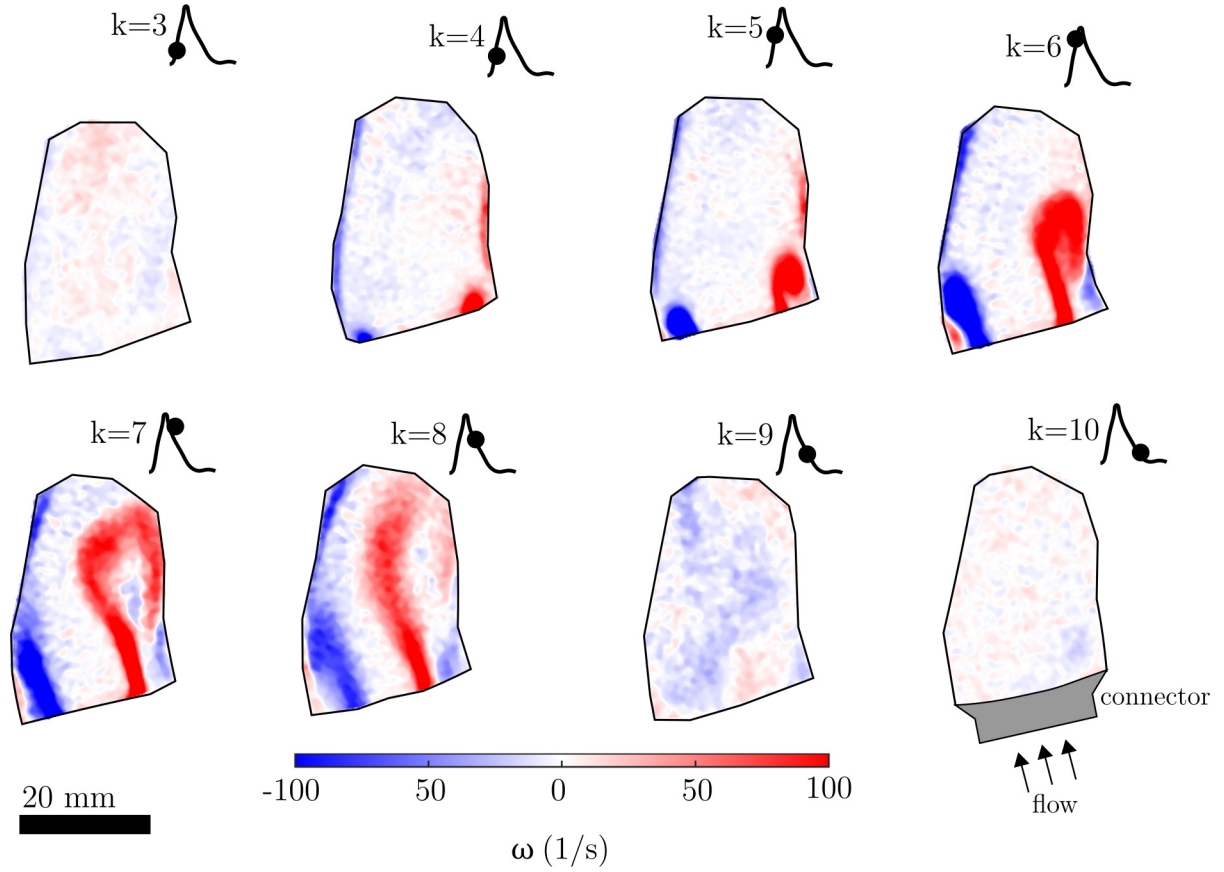 k=3
k=4
k=5
k=6
k=7
k=8
k=9
k=10
connector
flow
-100 50 0 50 100
20 mm
ω (1/s)